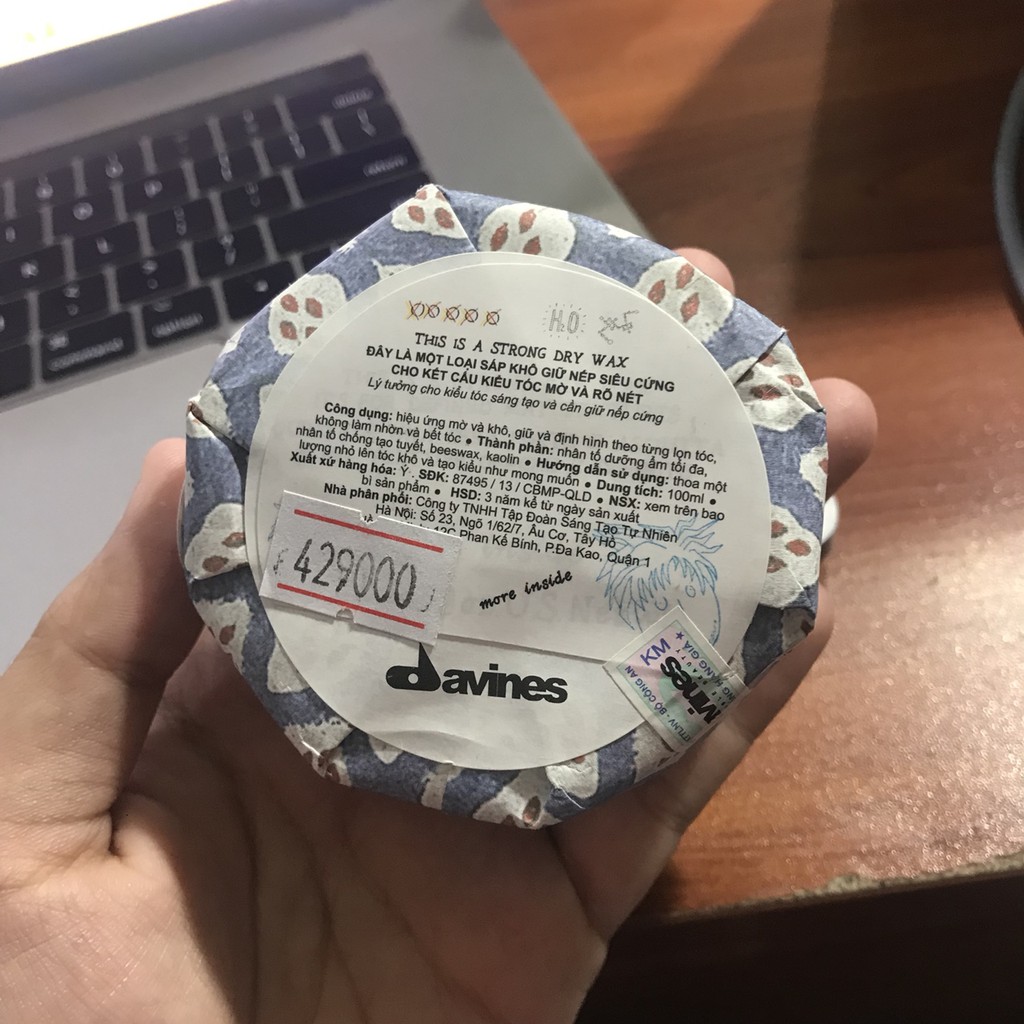 H2O
THIS IS A STRONG DRY WAX
ĐÂY LÀ MỘT LOẠI SÁP KHÔ GIỮ NẾP SIÊU CỨNG
CHO KẾT CẤU KIỂU TÓC MỜ VÀ RÕ NÉT
Lý tưởng cho kiểu tóc sáng tạo và cần giữ nếp cứng
Công dụng: hiệu ứng mờ và khô, giữ và định hình theo từng lọn tóc,
không làm nhờn và bết tóc • Thành phần: nhân tố dưỡng ẩm tối đa,
nhân tố chống tạo tuyết, beeswax, kaolin • Hướng dẫn sử dụng: thoa một
lượng nhỏ lên tóc khô và tạo kiểu như mong muốn • Dung tích: 100ml •
Xuất xứ hàng hóa: Ý. SĐK: 87495 / 13 / CBMP-QLD • NSX: xem trên bao
bì sản phẩm • HSD: 3 năm kể từ ngày sản xuất
Nhà phân phối: Công ty TNHH Tập Đoàn Sáng Tạo Tự Nhiên
Hà Nội: Số 23, Ngõ 1/62/7, Âu Cơ, Tây Hồ
12C Phan Kế Bính, P.Đa Kao, Quận 1
429000
more inside
davines
KM
vines
HÀNG GIẢ
BỘ CÔNG AN
command
option
return